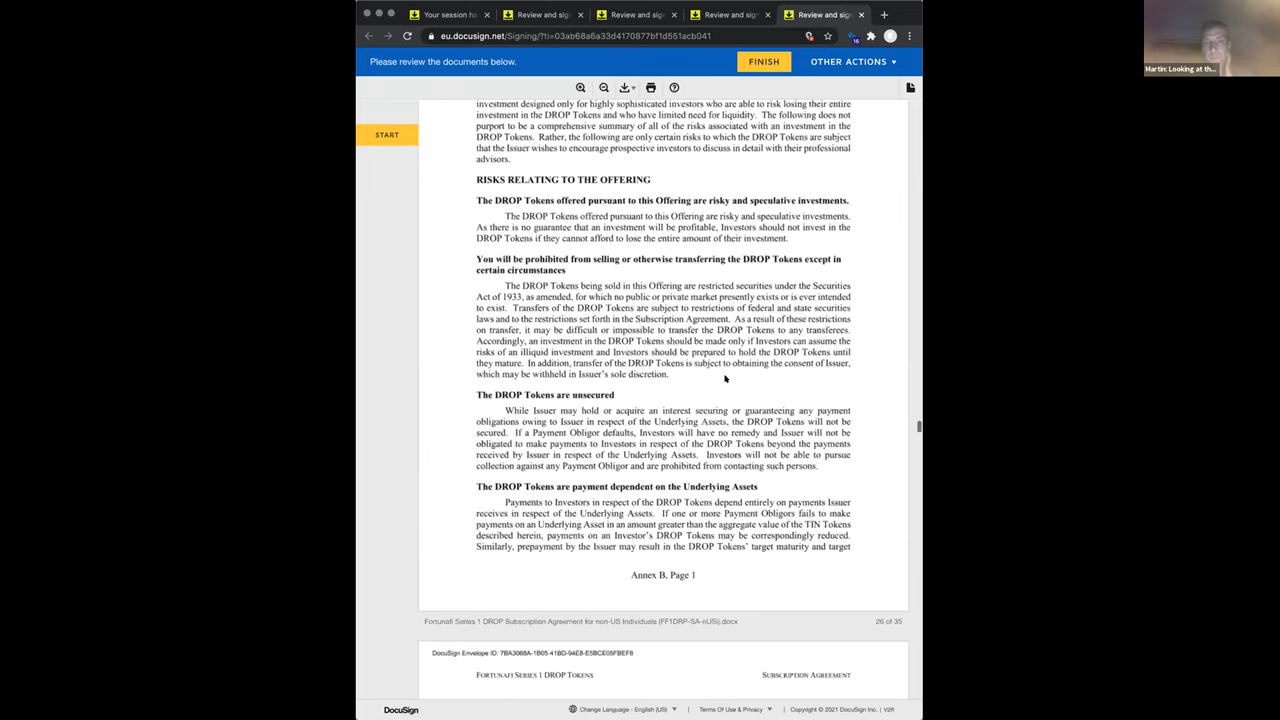 Your session ha
Review and sig
Review and sig
Review and sig
Review and sig
eu.docusign.net/Signing/?ti=03ab68a6a33d4170877bf1d551acb041
16
Please review the documents below.
FINISH
OTHER ACTIONS
START
investment designed only for highly sophisticated investors who are able to risk losing their entire
investment in the DROP Tokens and who have limited need for liquidity. The following does not
purport to be a comprehensive summary of all of the risks associated with an investment in the
DROP Tokens. Rather, the following are only certain risks to which the DROP Tokens are subject
that the Issuer wishes to encourage prospective investors to discuss in detail with their professional
advisors.
RISKS RELATING TO THE OFFERING
The DROP Tokens offered pursuant to this Offering are risky and speculative investments.
The DROP Tokens offered pursuant to this Offering are risky and speculative investments.
As there is no guarantee that an investment will be profitable, Investors should not invest in the
DROP Tokens if they cannot afford to lose the entire amount of their investment.
You will be prohibited from selling or otherwise transferring the DROP Tokens except in
certain circumstances
The DROP Tokens being sold in this Offering are restricted securities under the Securities
Act of 1933, as amended, for which no public or private market presently exists or is ever intended
to exist. Transfers of the DROP Tokens are subject to restrictions of federal and state securities
laws and to the restrictions set forth in the Subscription Agreement. As a result of these restrictions
on transfer, it may be difficult or impossible to transfer the DROP Tokens to any transferees.
Accordingly, an investment in the DROP Tokens should be made only if Investors can assume the
risks of an illiquid investment and Investors should be prepared to hold the DROP Tokens until
they mature. In addition, transfer of the DROP Tokens is subject to obtaining the consent of Issuer,
which may be withheld in Issuer's sole discretion.
The DROP Tokens are unsecured
While Issuer may hold or acquire an interest securing or guaranteeing any payment
obligations owing to Issuer in respect of the Underlying Assets, the DROP Tokens will not be
secured. If a Payment Obligor defaults, Investors will have no remedy and Issuer will not be
obligated to make payments to Investors in respect of the DROP Tokens beyond the payments
received by Issuer in respect of the Underlying Assets. Investors will not be able to pursue
collection against any Payment Obligor and are prohibited from contacting such persons.
The DROP Tokens are payment dependent on the Underlying Assets
Payments to Investors in respect of the DROP Tokens depend entirely on payments Issuer
receives in respect of the Underlying Assets. If one or more Payment Obligors fails to make
payments on an Underlying Asset in an amount greater than the aggregate value of the TIN Tokens
described herein, payments on an Investor's DROP Tokens may be correspondingly reduced.
Similarly, prepayment by the Issuer may result in the DROP Tokens' target maturity and target
Annex B, Page 1
Fortunafi Series 1 DROP Subscription Agreement for non-US Individuals (FF1DRP-SA-nUSi).docx
26 of 35
DocuSign Envelope ID: 7BA3068A-1B05-41BD-94E8-E5BCE05FBEF8
FORTUNAFI SERIES 1 DROP TOKENS
SUBSCRIPTION AGREEMENT
DocuSign
Change Language - English (US)
Terms Of Use & Privacy
Copyright © 2021 DocuSign Inc. | V2R
Martin: Looking at th...